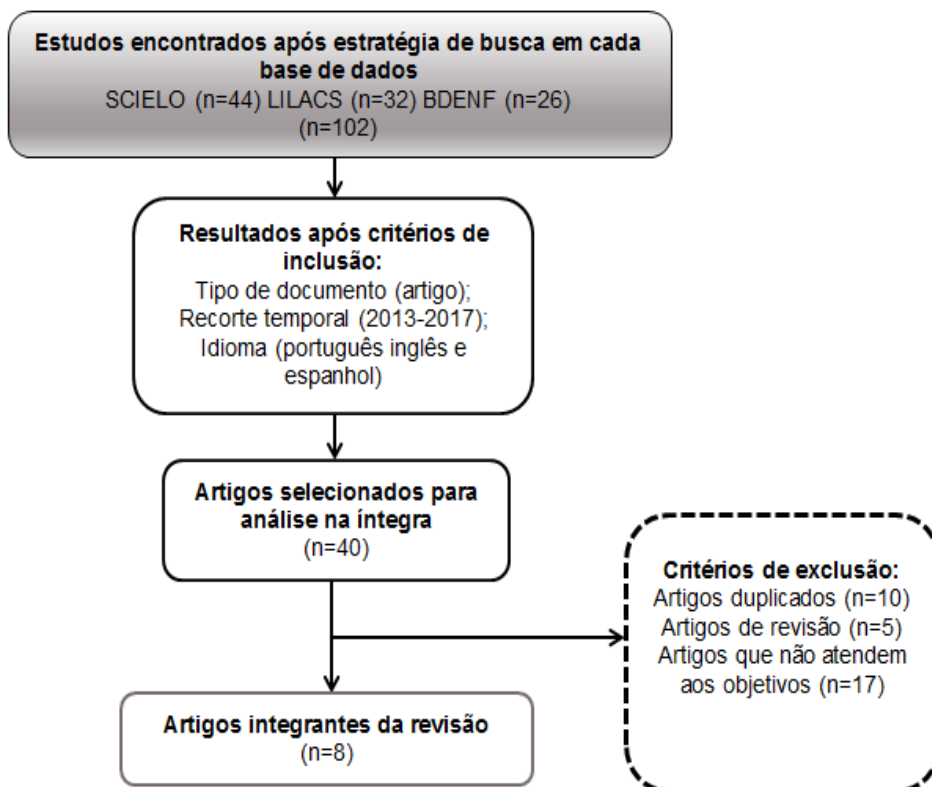 Estudos encontrados após estratégia de busca em cada
base de dados
SCIELO (n=44) LILACS (n=32) BDENF (n=26)
(n=102)
Resultados após critérios de
inclusão:
Tipo de documento (artigo);
Recorte temporal (2013-2017);
Idioma (português inglês e
espanhol)
Artigos selecionados para
análise na íntegra
(n=40)
Critérios de exclusão:
Artigos duplicados (n=10)
Artigos de revisão (n=5)
Artigos que não atendem
aos objetivos (n=17)
Artigos integrantes da revisão
(n=8)